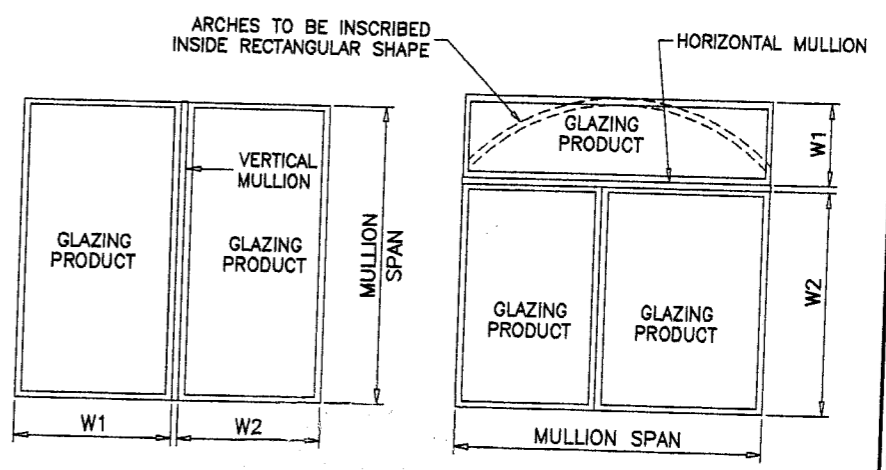 ARCHES TO BE INSCRIBED
INSIDE RECTANGULAR SHAPE
HORIZONTAL MULLION
VERTICAL
MULLION
GLAZING
PRODUCT
GLAZING
PRODUCT
MULLION
SPAN
W1
W2
GLAZING
PRODUCT
W1
GLAZING
PRODUCT
GLAZING
PRODUCT
W2
MULLION SPAN